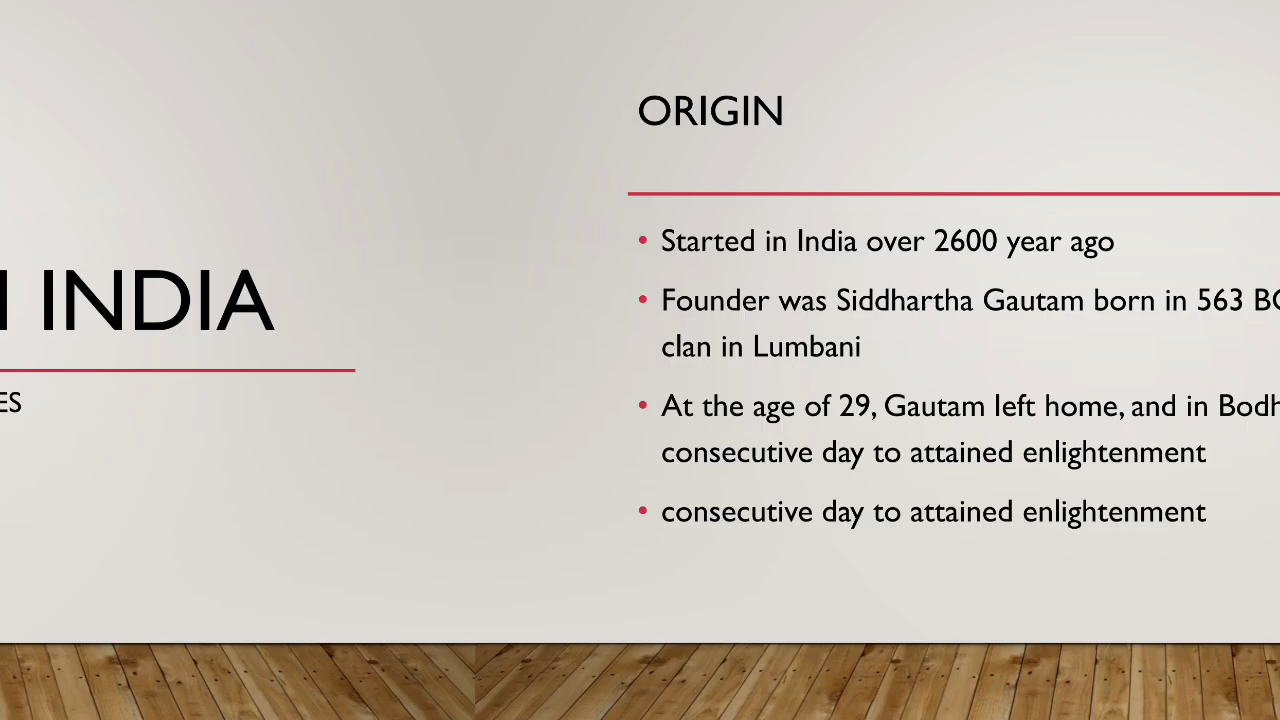 INDIA
ORIGIN
Started in India over 2600 year ago
Founder was Siddhartha Gautam born in 563
clan in Lumbani
At the age of 29, Gautam left home, and in
consecutive day to attained enlightenment
consecutive day to attained enlightenment